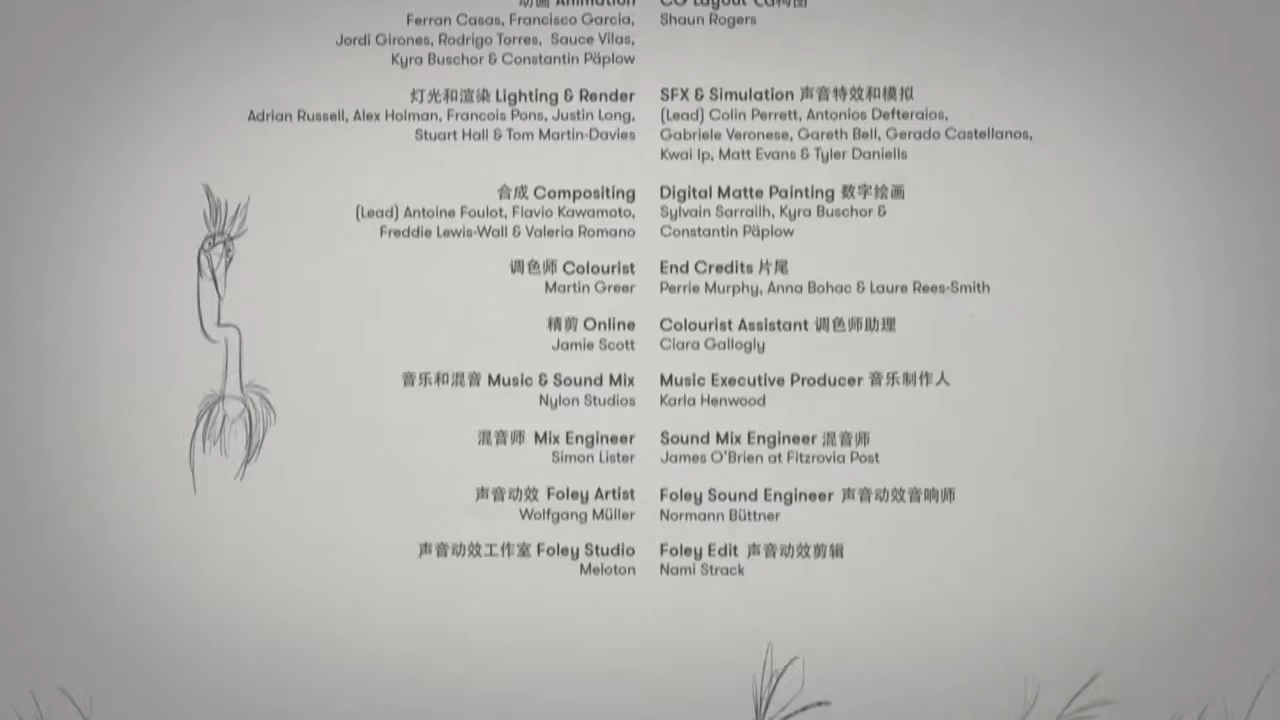 动画 Animation
Ferran Casas, Francisco Garcia,
Jordi Girones, Rodrigo Torres, Sauce Vilas,
Kyra Buschor & Constantin Päplow
CG Layout CG构图
Shaun Rogers
灯光和渲染 Lighting & Render
Adrian Russell, Alex Holman, Francois Pons, Justin Long,
Stuart Hall & Tom Martin-Davies
SFX & Simulation 声音特效和模拟
(Lead) Colin Perrett, Antonios Defteraios,
Gabriele Veronese, Gareth Bell, Gerado Castellanos,
Kwai Ip, Matt Evans & Tyler Daniells
合成 Compositing
(Lead) Antoine Foulot, Flavio Kawamoto,
Freddie Lewis-Wall & Valeria Romano
Digital Matte Painting 数字绘画
Sylvain Sarrailh, Kyra Buschor &
Constantin Päplow
调色师 Colourist
Martin Greer
End Credits 片尾
Perrie Murphy, Anna Bohac & Laure Rees-Smith
精剪 Online
Jamie Scott
Colourist Assistant 调色师助理
Ciara Gallogly
音乐和混音 Music & Sound Mix
Nylon Studios
Music Executive Producer 音乐制作人
Karla Henwood
混音师 Mix Engineer
Simon Lister
Sound Mix Engineer 混音师
James O'Brien at Fitzrovia Post
声音动效 Foley Artist
Wolfgang Müller
Foley Sound Engineer 声音动效音响师
Normann Büttner
声音动效工作室 Foley Studio
Meloton
Foley Edit 声音动效剪辑
Nami Strack